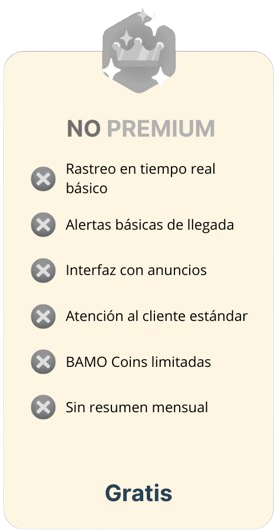 NO PREMIUM
Rastreo en tiempo real
básico
Alertas básicas de llegada
Interfaz con anuncios
Atención al cliente estándar
BAMO Coins limitadas
Sin resumen mensual
Gratis